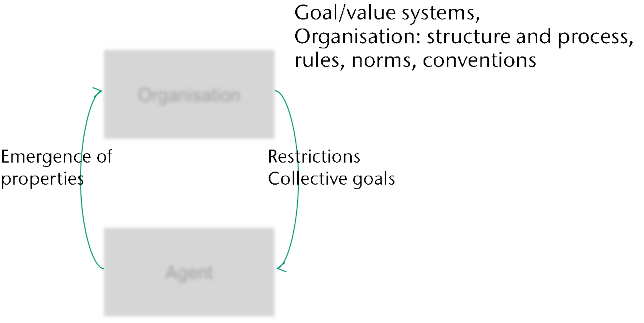 Goal/value systems,
Organisation: structure and process,
rules, norms, conventions
Organisation
Emergence of
properties
Restrictions
Collective goals
Agent